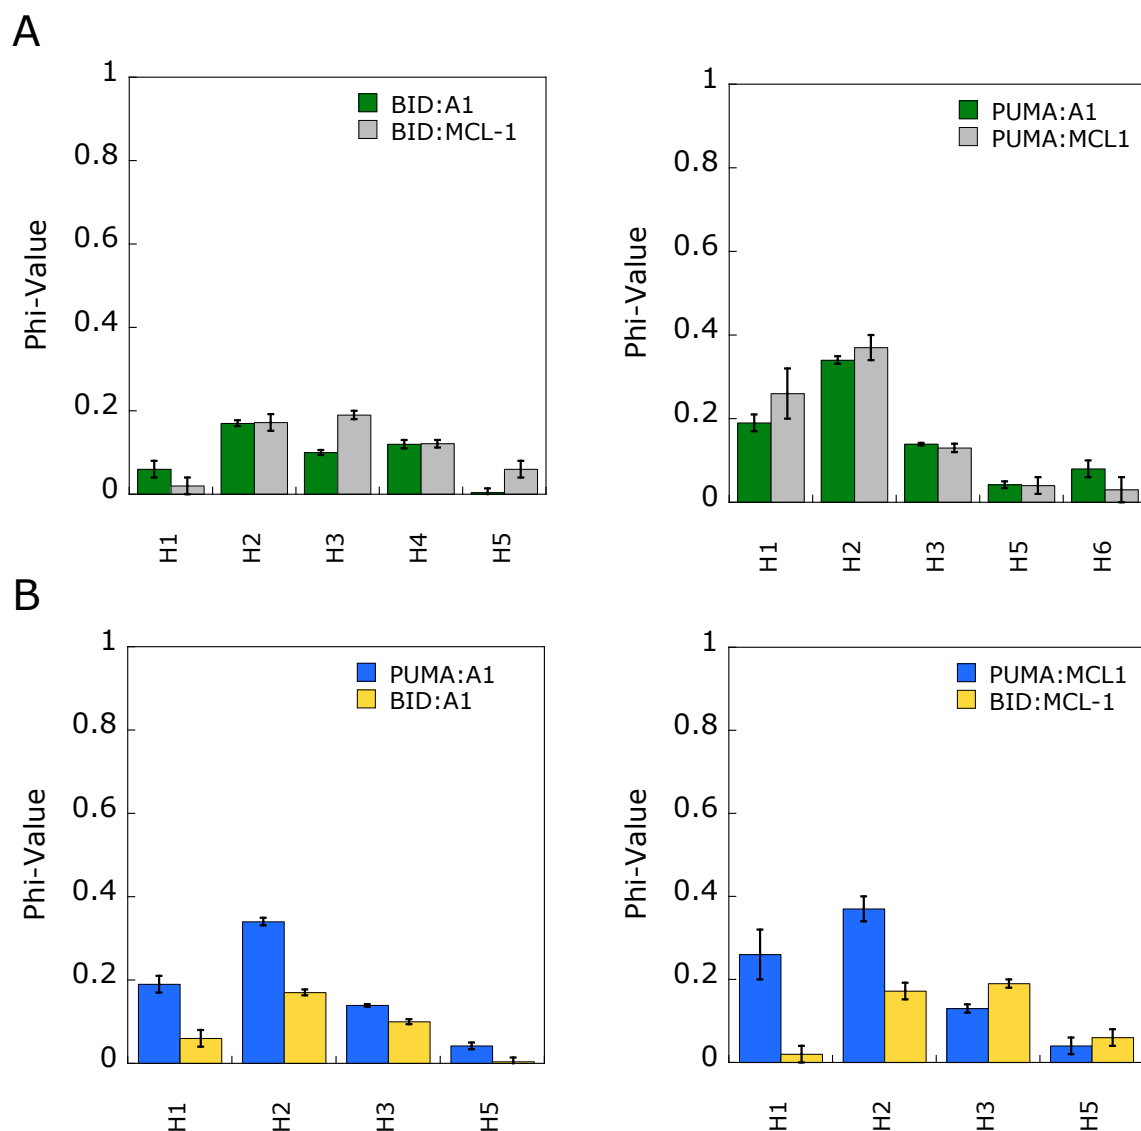 A
BID:A1
BID:MCL-1
Phi-Value
1
0.8
0.6
0.4
0.2
0
H1
H2
H3
H4
H5
PUMA:A1
PUMA:MCL1
Phi-Value
1
0.8
0.6
0.4
0.2
0
H1
H2
H3
H5
H6
B
PUMA:A1
BID:A1
Phi-Value
1
0.8
0.6
0.4
0.2
0
H1
H2
H3
H5
PUMA:MCL1
BID:MCL-1
Phi-Value
1
0.8
0.6
0.4
0.2
0
H1
H2
H3
H5